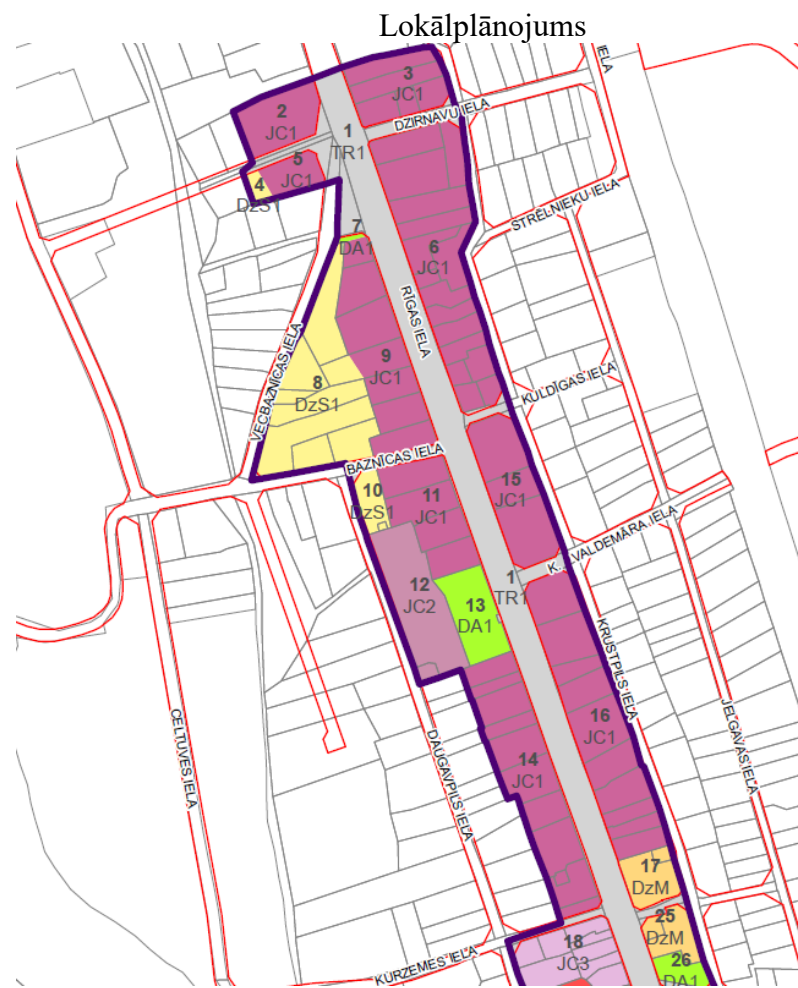 Lokālplānojums
IELA
3
JC1
2
JC1
DZIRNAVU IELA
1
TR1
5
JC1
4
DzS1
STRĒLNIEKU IELA
7
DA1
6
JC1
RĪGAS IELA
VECBAZNĪCAS IELA
9
JC1
8
DzS1
KULDĪGAS IELA
BAZNĪCAS IELA
15
JC1
10
DzS1
11
JC1
K. VALDEMĀRA IELA
12
JC2
1
TR1
13
DA1
KRUSTPILS IELA
16
JC1
JELGAVAS IELA
CELTUVES IELA
DAUGAVPILS IELA
14
JC1
17
DzM
25
DzM
18
JC3
26
DA1
KURZEMES IELA